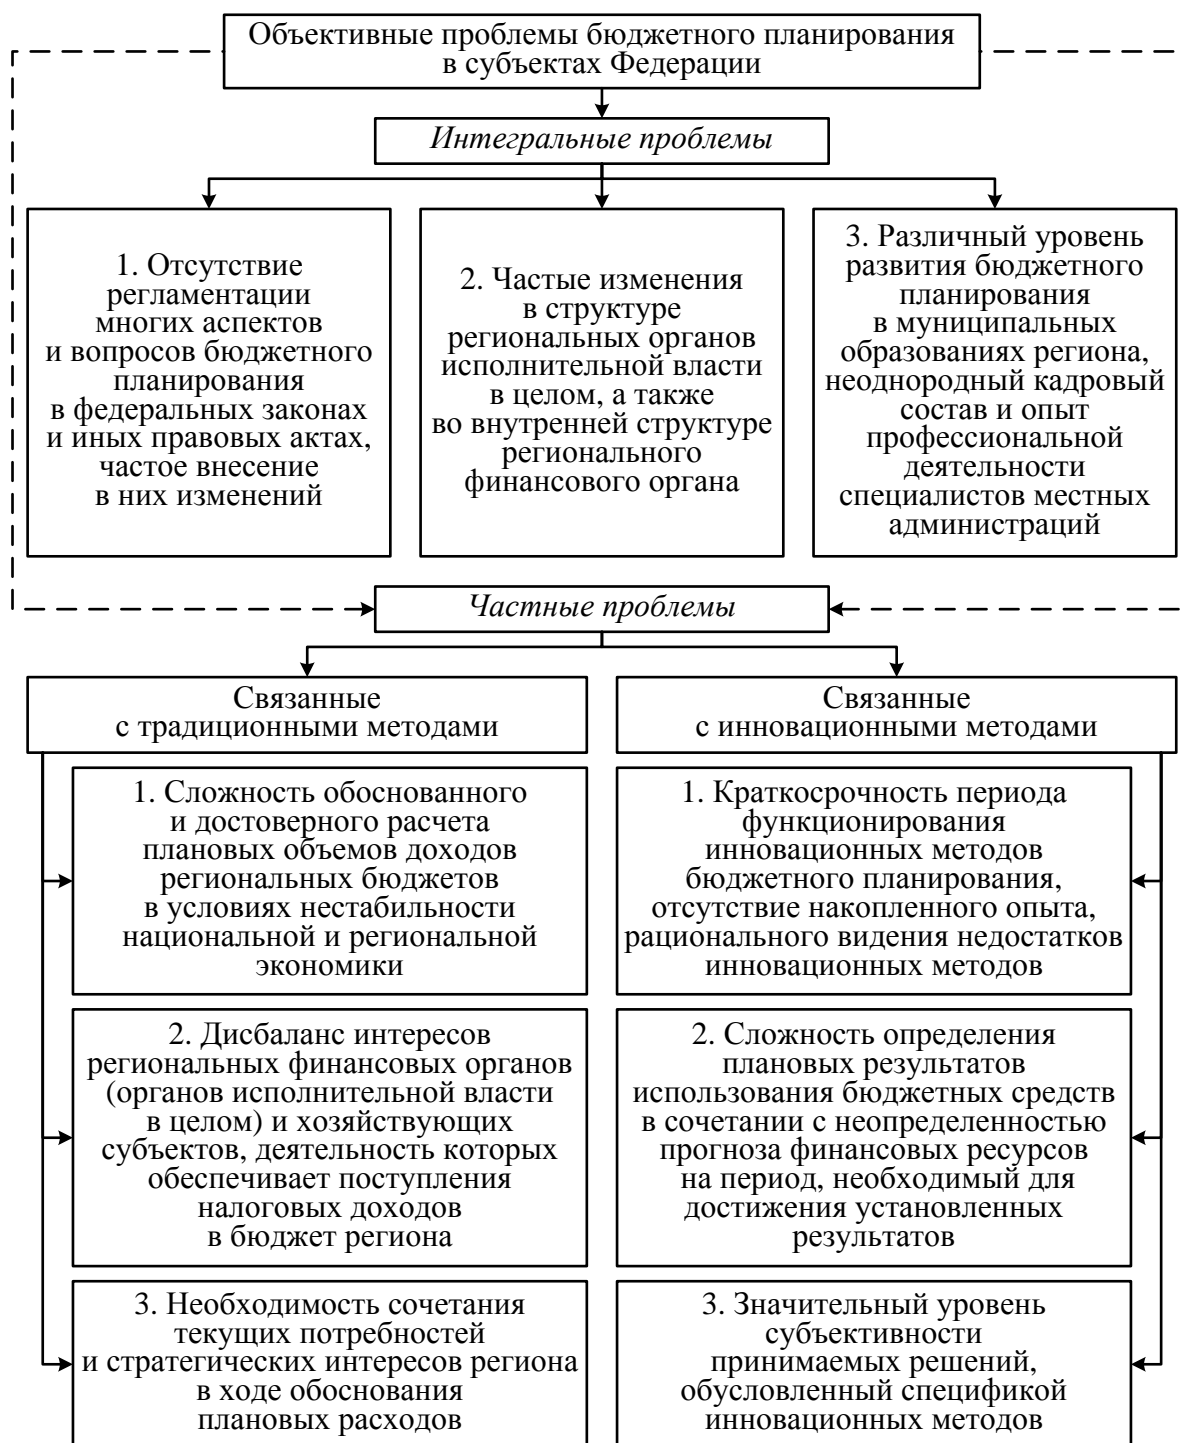 Объективные проблемы бюджетного планирования
в субъектах Федерации
Интегральные проблемы
1. Отсутствие
регламентации
многих аспектов
и вопросов бюджетного
планирования
в федеральных законах
и иных правовых актах,
частое внесение
в них изменений
2. Частые изменения
в структуре
региональных органов
исполнительной власти
в целом, а также
во внутренней структуре
регионального
финансового органа
3. Различный уровень
развития бюджетного
планирования
в муниципальных
образованиях региона,
неоднородный кадровый
состав и опыт
профессиональной
деятельности
специалистов местных
администраций
Частные проблемы
Связанные
с традиционными методами
1. Сложность обоснованного
и достоверного расчета
плановых объемов доходов
региональных бюджетов
в условиях нестабильности
национальной и региональной
экономики
2. Дисбаланс интересов
региональных финансовых органов
(органов исполнительной власти
в целом) и хозяйствующих
субъектов, деятельность которых
обеспечивает поступления
налоговых доходов
в бюджет региона
3. Необходимость сочетания
текущих потребностей
и стратегических интересов региона
в ходе обоснования
плановых расходов
Связанные
с инновационными методами
1. Краткосрочность периода
функционирования
инновационных методов
бюджетного планирования,
отсутствие накопленного опыта,
рационального видения недостатков
инновационных методов
2. Сложность определения
плановых результатов
использования бюджетных средств
в сочетании с неопределенностью
прогноза финансовых ресурсов
на период, необходимый для
достижения установленных
результатов
3. Значительный уровень
субъективности
принимаемых решений,
обусловленный спецификой
инновационных методов